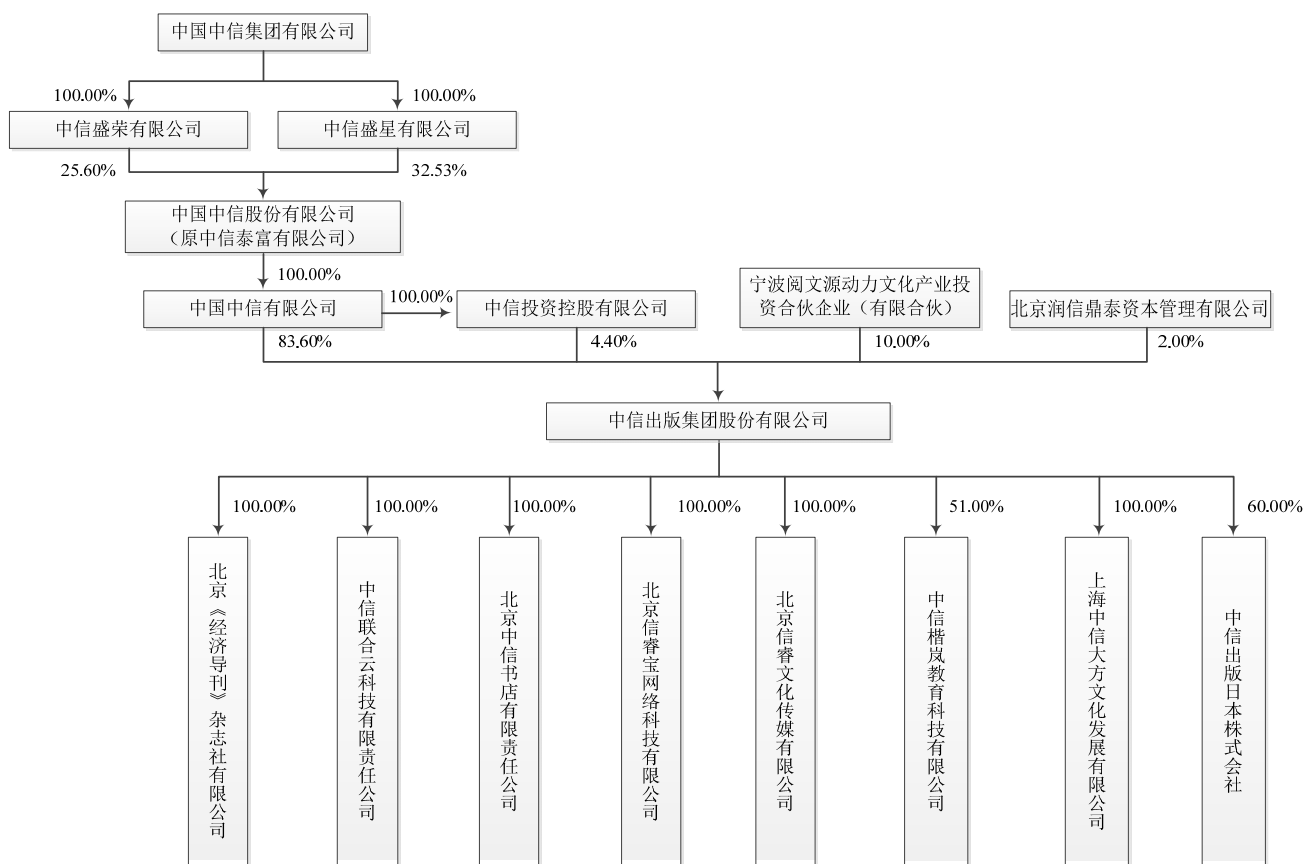 中国中信集团有限公司
100.00%
100.00%
中信盛荣有限公司
中信盛星有限公司
25.60%
32.53%
中国中信股份有限公司
（原中信泰富有限公司）
100.00%
中国中信有限公司
100.00%
中信投资控股有限公司
宁波阅文源动力文化产业投
资合伙企业（有限合伙）
北京润信鼎泰资本管理有限公司
83.60%
4.40%
10.00%
2.00%
中信出版集团股份有限公司
100.00%
100.00%
100.00%
100.00%
100.00%
51.00%
100.00%
60.00%
北京《经济导刊》杂志社有限公司
中信联合云科技有限责任公司
北京中信书店有限责任公司
北京信睿宝网络科技有限公司
北京信睿文化传媒有限公司
中信楷岚教育科技有限公司
上海中信大方文化发展有限公司
中信出版日本株式会社